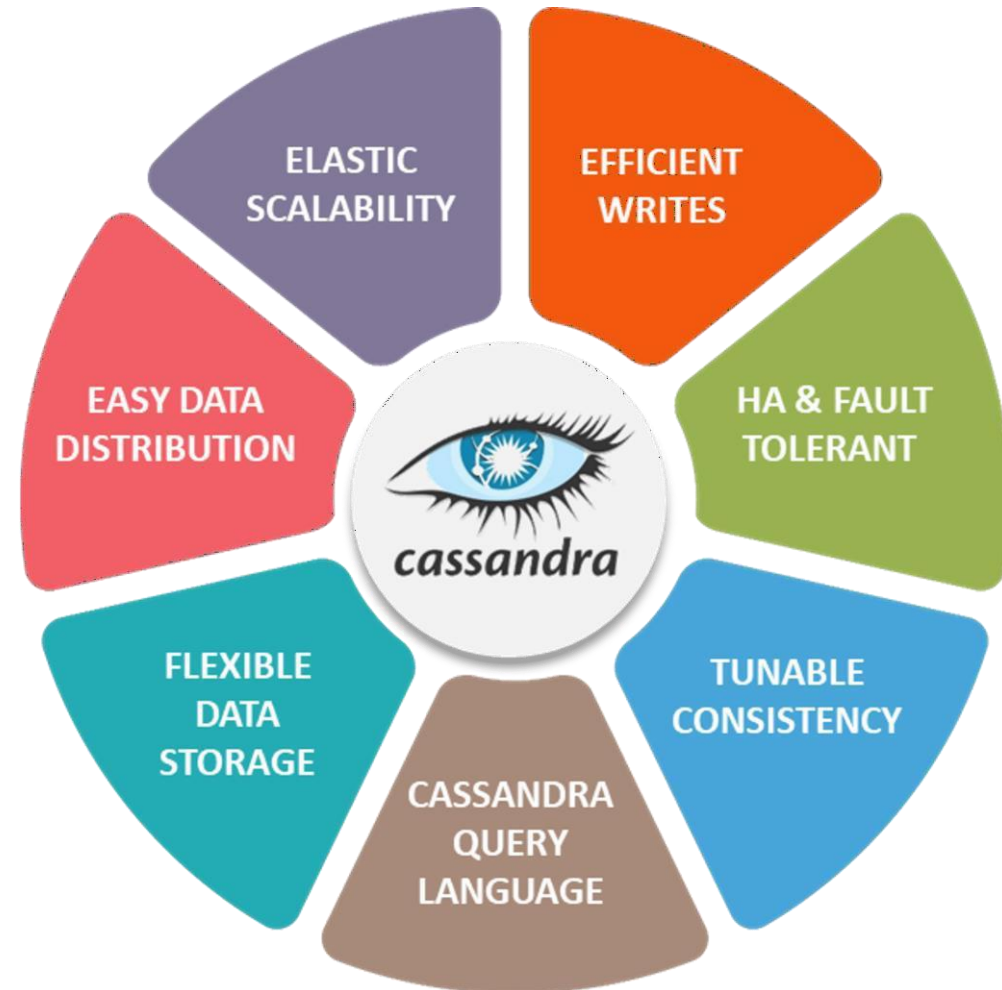 ELASTIC
SCALABILITY
EFFICIENT
WRITES
HA & FAULT
TOLERANT
TUNABLE
CONSISTENCY
CASSANDRA
QUERY
LANGUAGE
FLEXIBLE
DATA
STORAGE
EASY DATA
DISTRIBUTION
cassandra